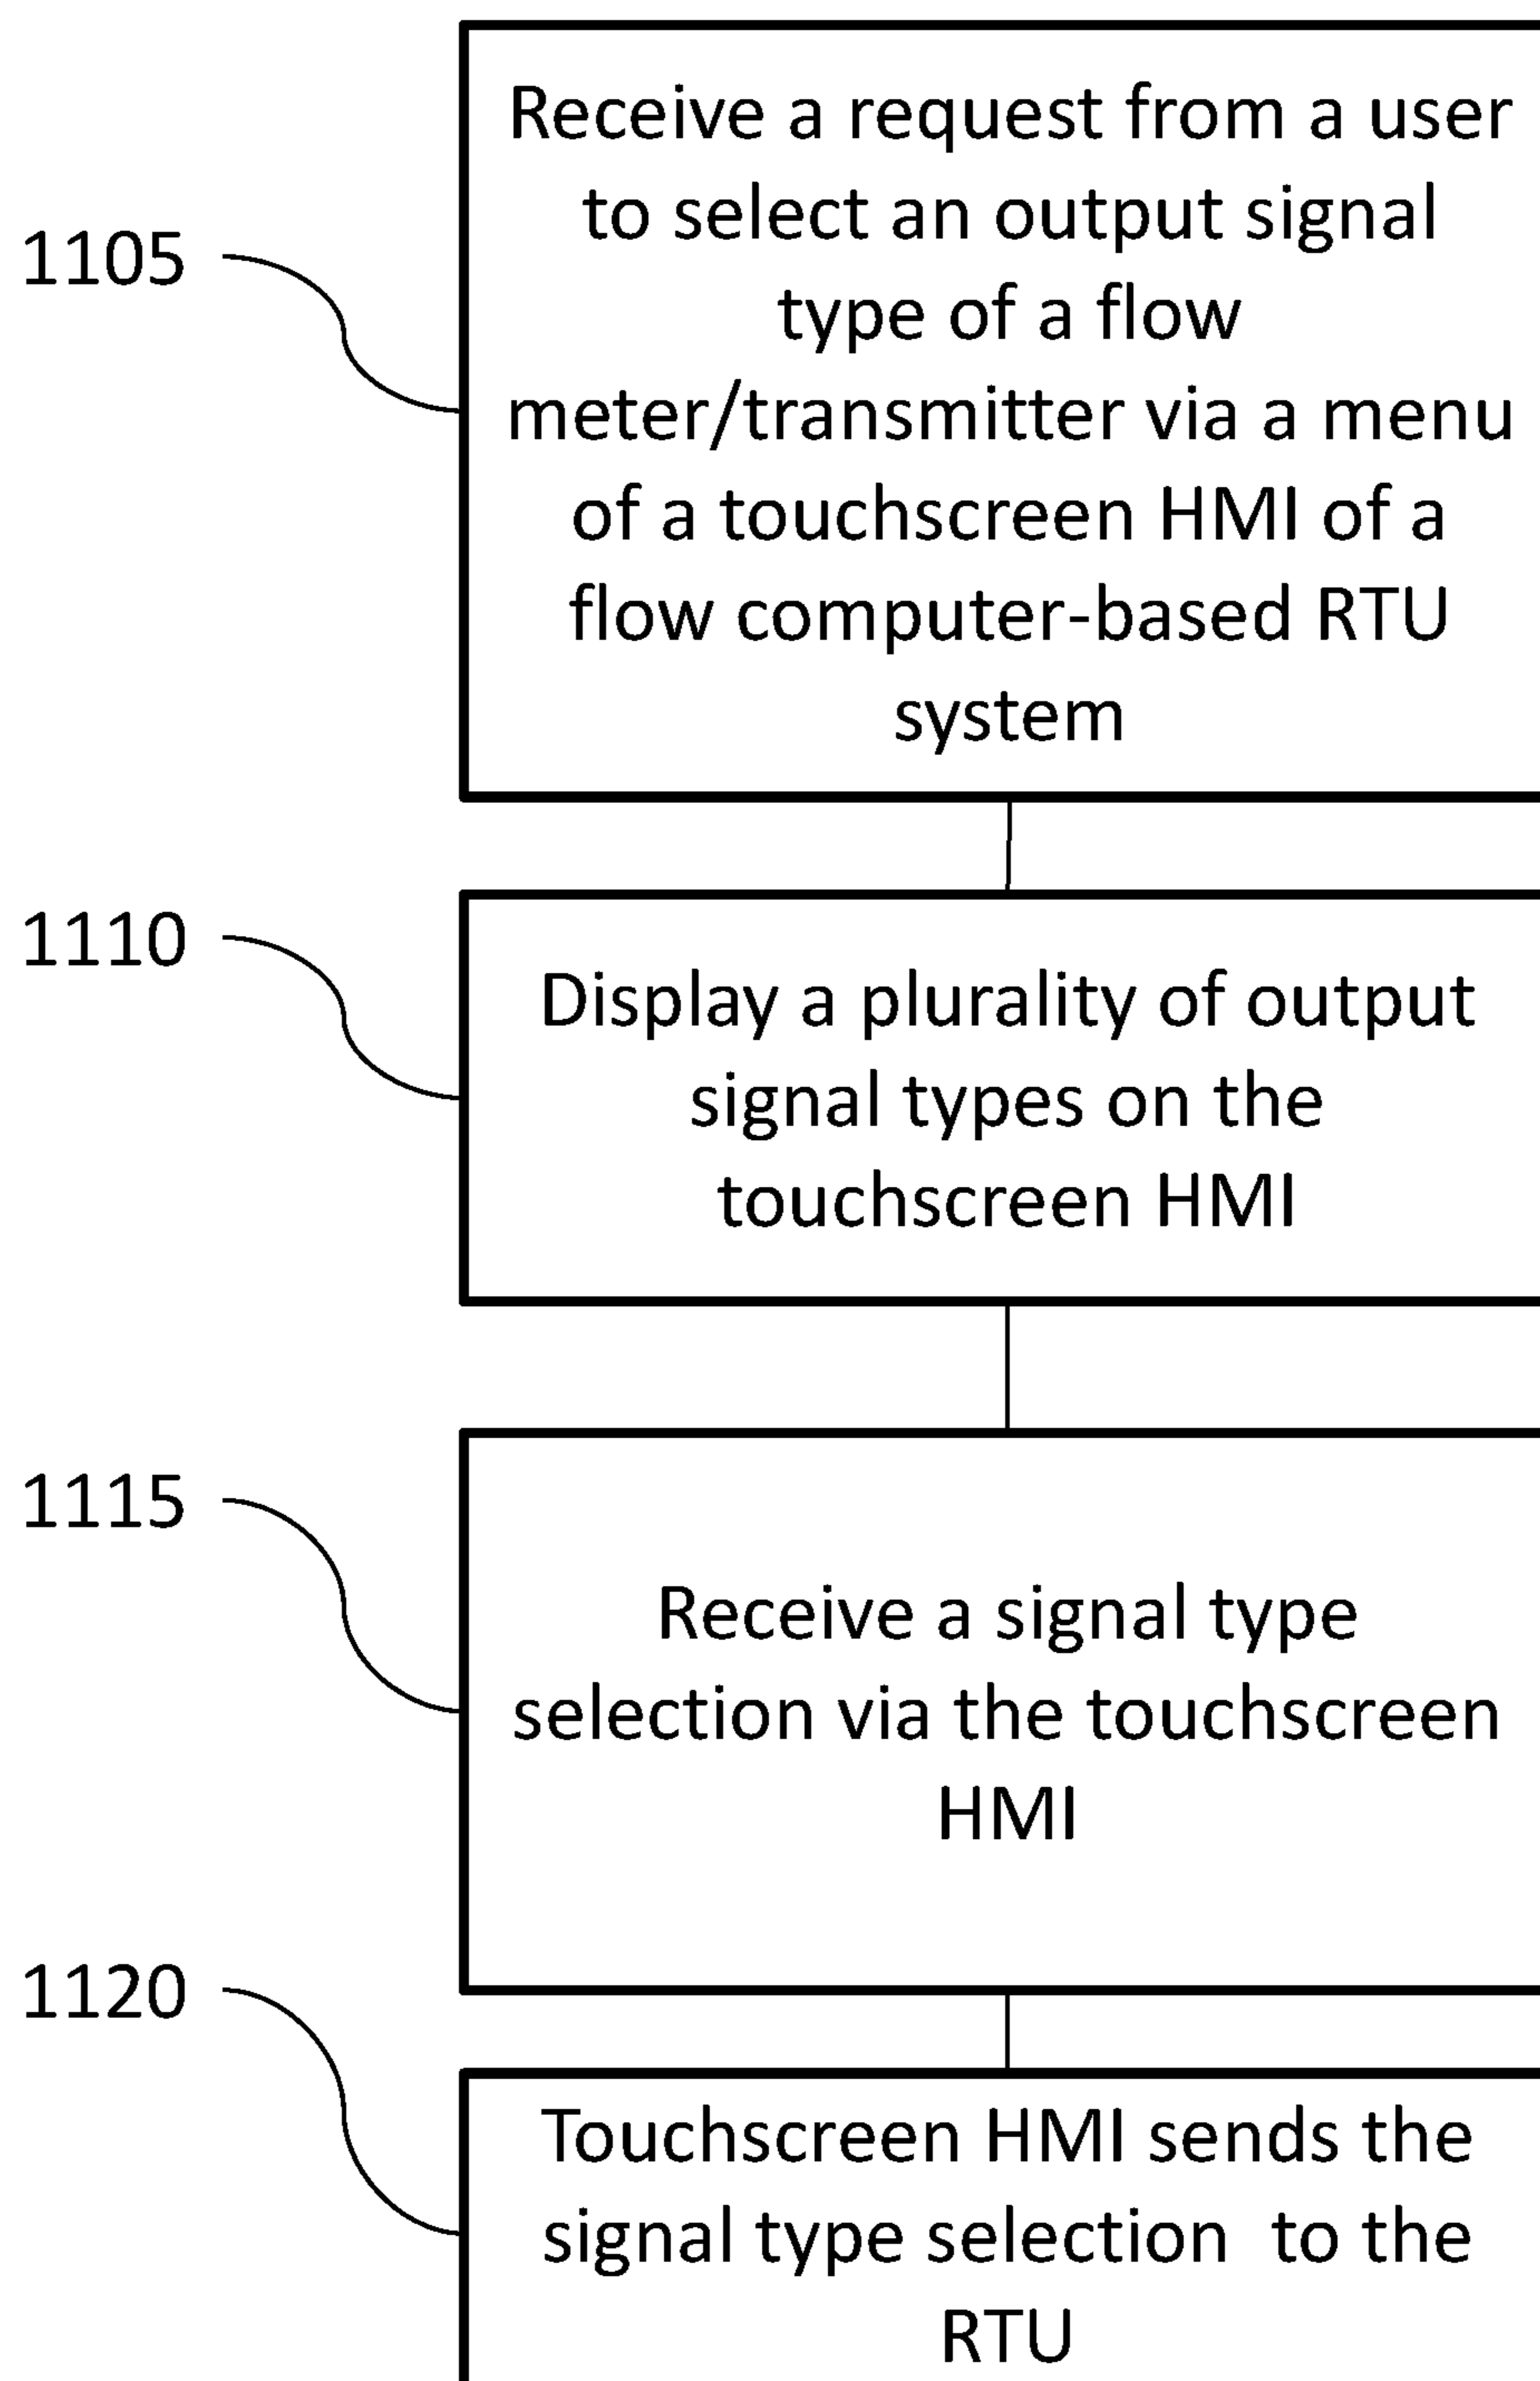 1105
Receive a request from a user
to select an output signal
type of a flow
meter/transmitter via a menu
of a touchscreen HMI of a
flow computer-based RTU
system
1110
Display a plurality of output
signal types on the
touchscreen HMI
1115
Receive a signal type
selection via the touchscreen
HMI
1120
Touchscreen HMI sends the
signal type selection to the
RTU